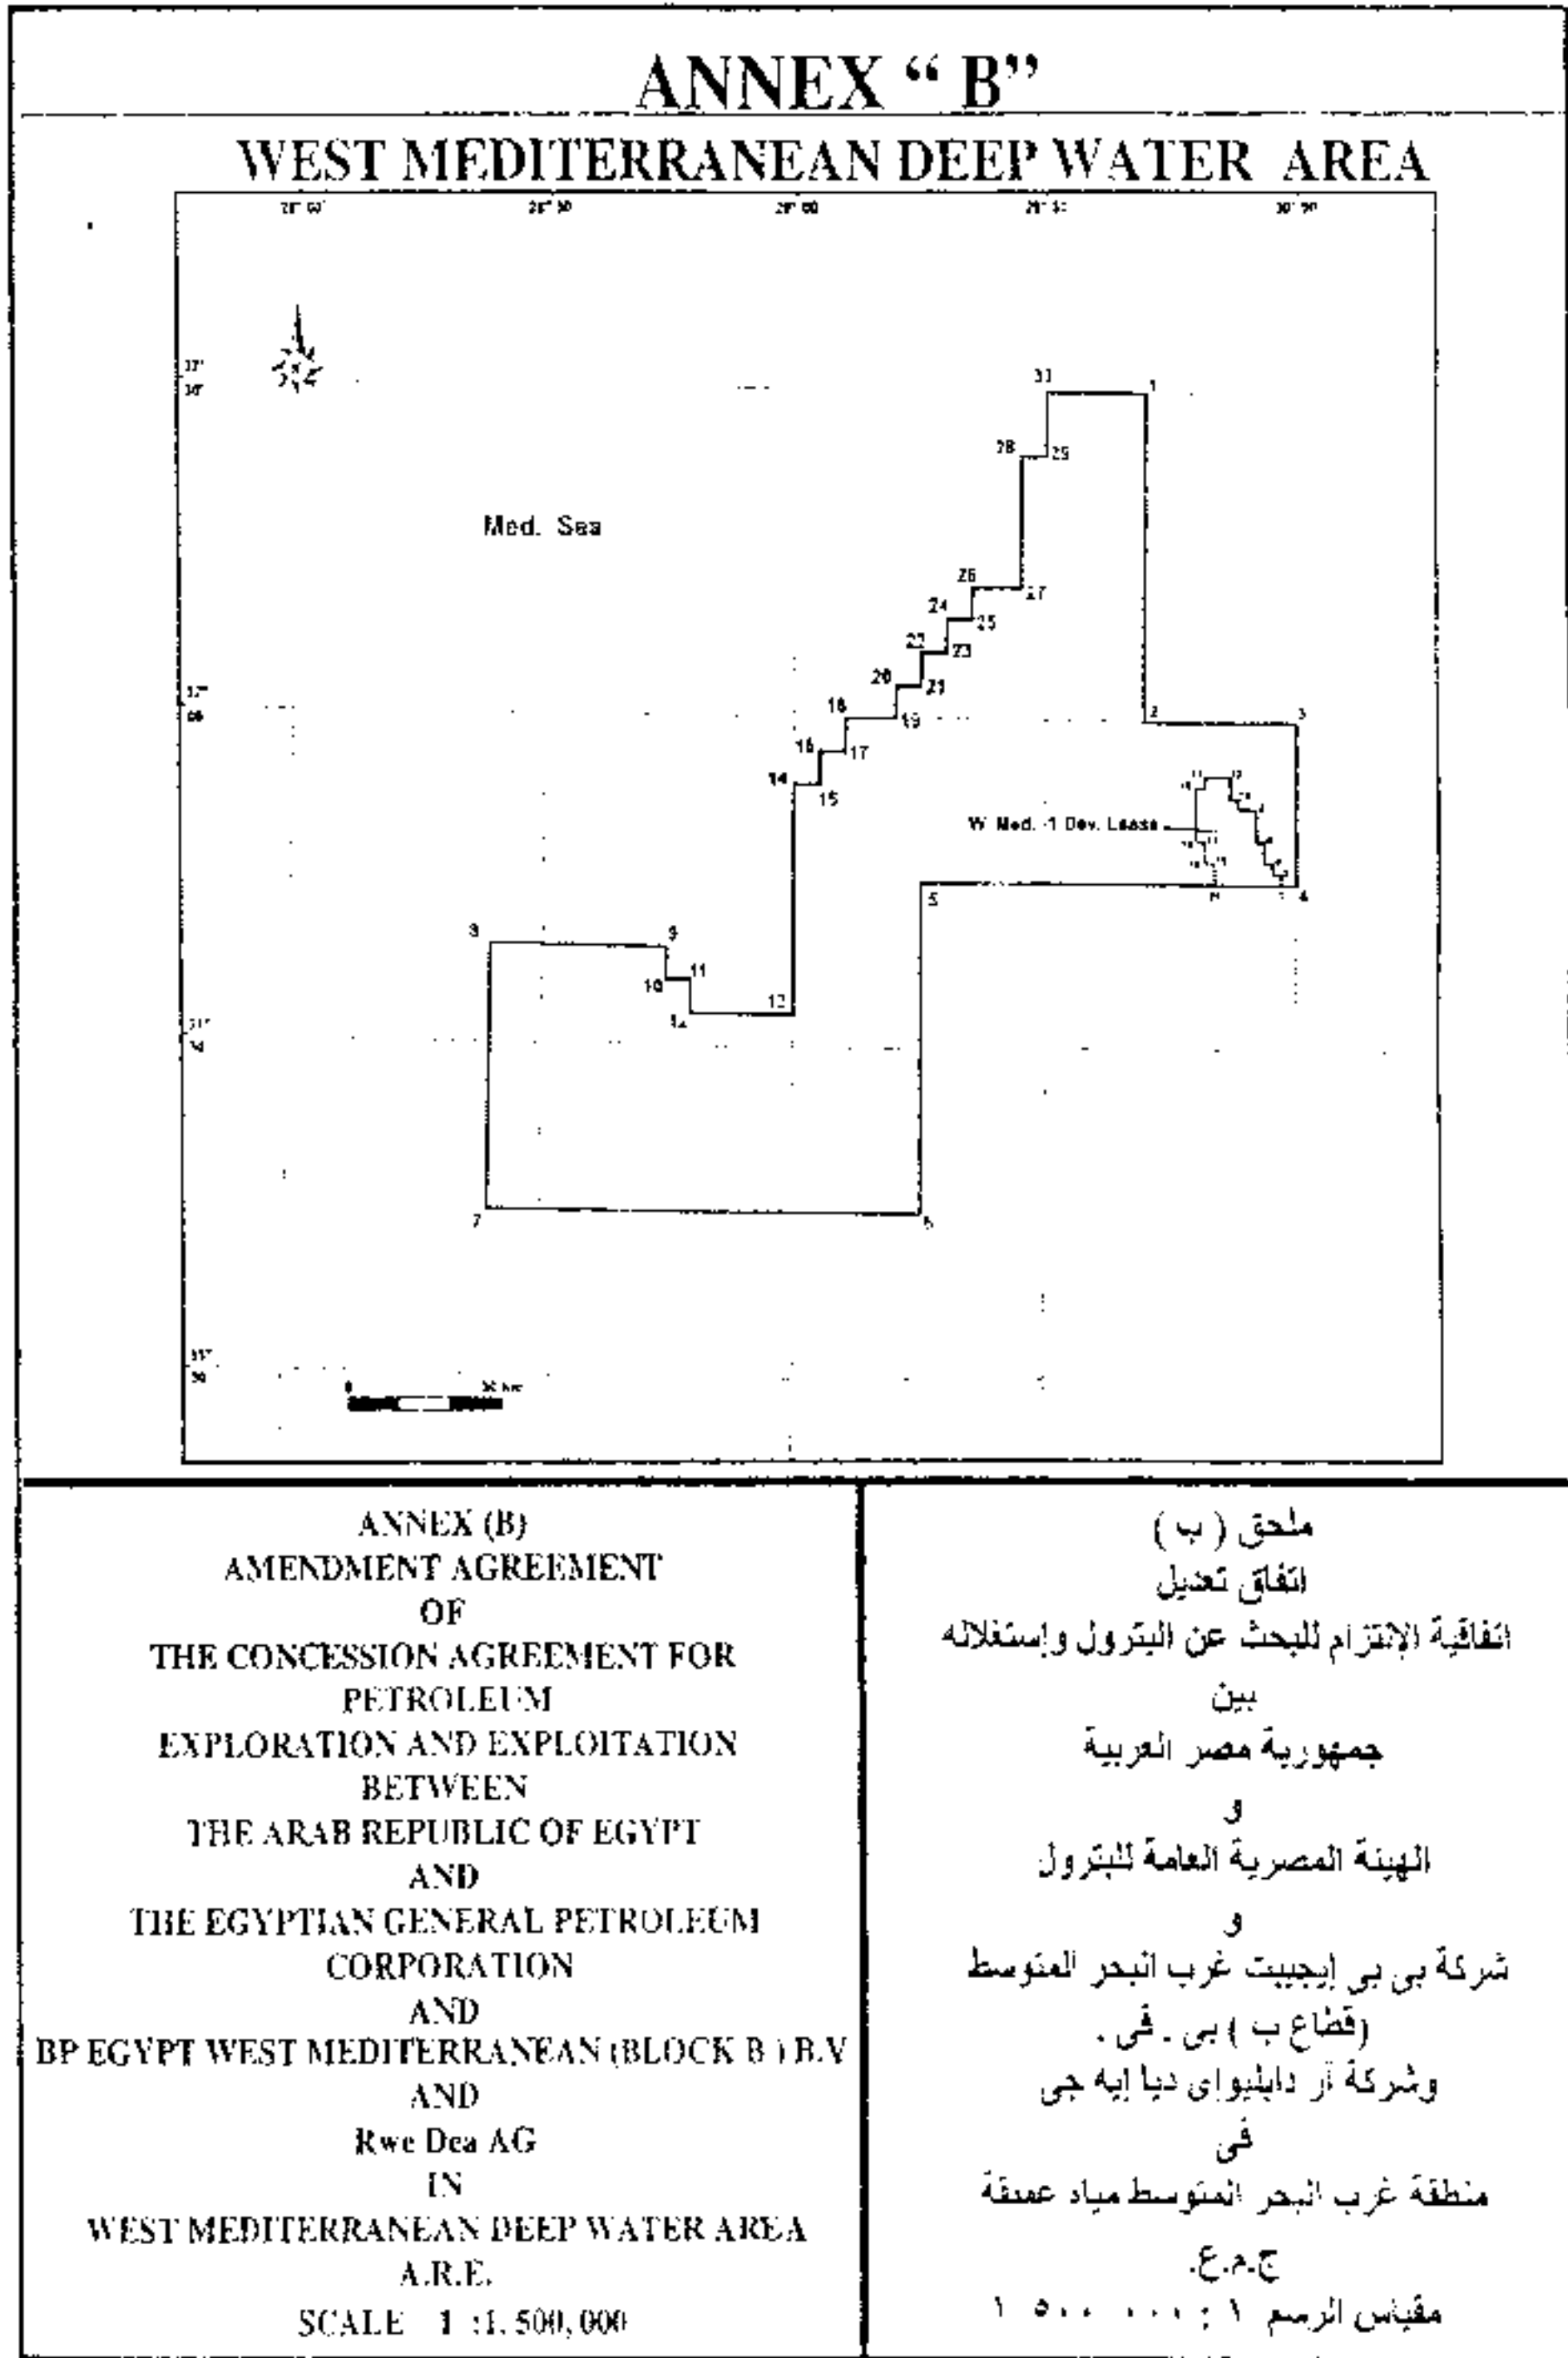 ANNEX “ B”
WEST MEDITERRANEAN DEEP WATER AREA
31 1
28 29
Med. Sea
26 27
24 25
22 23
20 21
18 19
2 3
16 17
14 15
W. Med. -1 Dev. Lease
5 4
8 9
10 11
12 13
7 6
ANNEX (B)
AMENDMENT AGREEMENT
OF
THE CONCESSION AGREEMENT FOR
PETROLEUM
EXPLORATION AND EXPLOITATION
BETWEEN
THE ARAB REPUBLIC OF EGYPT
AND
THE EGYPTIAN GENERAL PETROLEUM
CORPORATION
AND
BP EGYPT WEST MEDITERRANEAN (BLOCK B ) B.V
AND
Rwe Dea AG
IN
WEST MEDITERRANEAN DEEP WATER AREA
A.R.E.
SCALE 1 :1, 500, 000
ملحق ( ب )
اتفاق تعديل
اتفاقية الإلتزام للبحث عن البترول وإستغلاله
بين
جمهورية مصر العربية
و
الهيئة المصرية العامة للبترول
و
شركة بى بى إيجيبت غرب البحر المتوسط
(قطاع ب ) بى . فى .
وشركة آر دابليواى ديا إيه جى
فى
منطقة غرب البحر المتوسط مياه عميقة
ج.م.ع.
مقياس الرسم ١ : ٠٠٠ ٥٠٠ ١